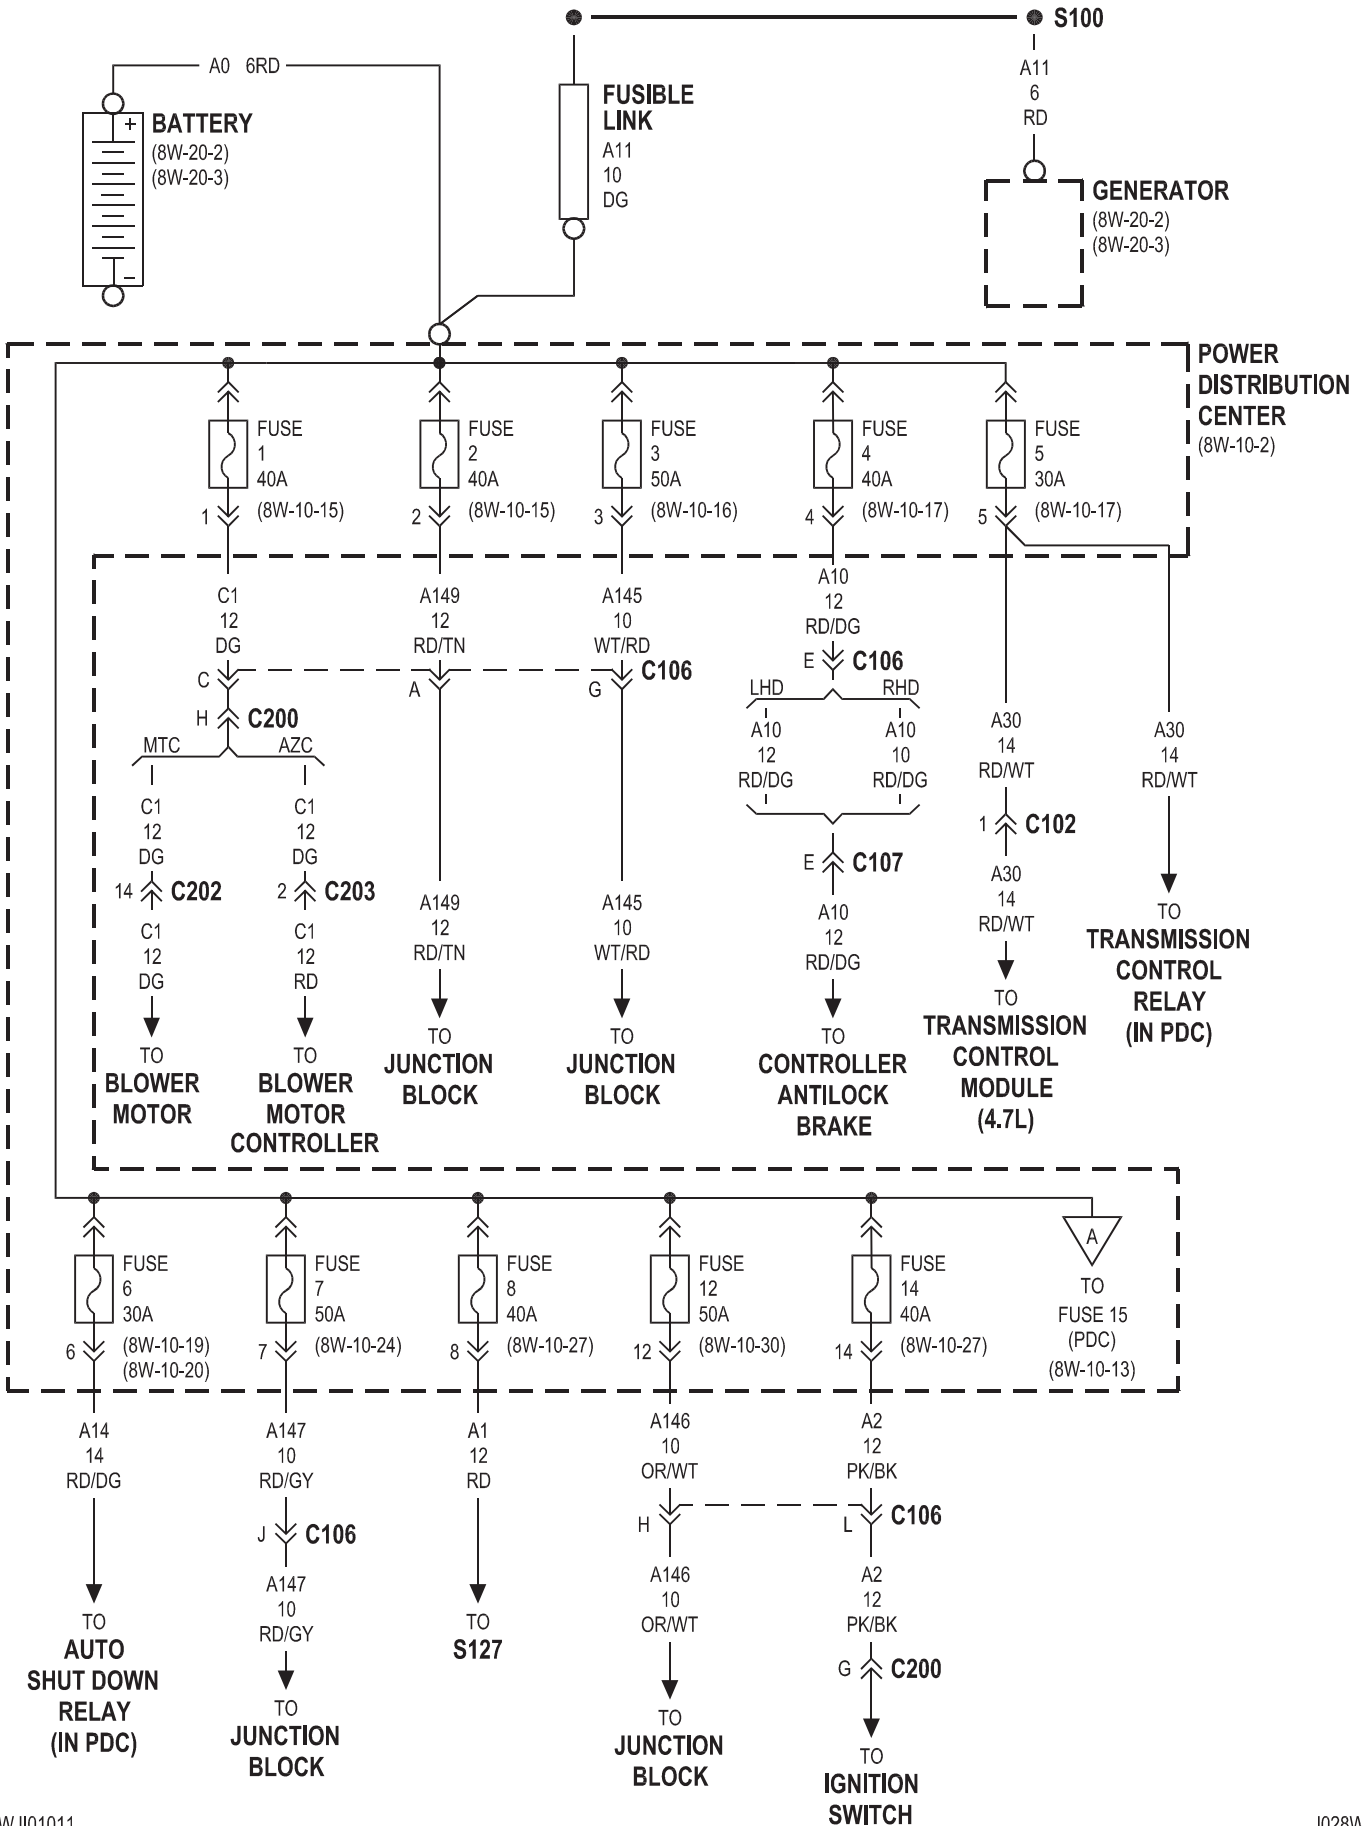 S100
A0 6RD
A11
6
RD
FUSIBLE
LINK
A11
10
DG
BATTERY
(8W-20-2)
(8W-20-3)
+
−
GENERATOR
(8W-20-2)
(8W-20-3)
POWER
DISTRIBUTION
CENTER
(8W-10-2)
FUSE
1
40A
(8W-10-15)
1
FUSE
2
40A
(8W-10-15)
2
FUSE
3
50A
(8W-10-16)
3
FUSE
4
40A
(8W-10-17)
4
FUSE
5
30A
(8W-10-17)
5
C1
12
DG
C
H C200
MTC AZC
C1
12
DG
14 C202
C1
12
DG
TO
BLOWER
MOTOR
C1
12
DG
2 C203
C1
12
RD
TO
BLOWER
MOTOR
CONTROLLER
A149
12
RD/TN
A
A149
12
RD/TN
TO
JUNCTION
BLOCK
A145
10
WT/RD
G C106
A145
10
WT/RD
TO
JUNCTION
BLOCK
A10
12
RD/DG
E C106
LHD RHD
A10
12
RD/DG
A10
10
RD/DG
E C107
A10
12
RD/DG
TO
CONTROLLER
ANTILOCK
BRAKE
A30
14
RD/WT
1 C102
A30
14
RD/WT
TO
TRANSMISSION
CONTROL
MODULE
(4.7L)
A30
14
RD/WT
TO
TRANSMISSION
CONTROL
RELAY
(IN PDC)
FUSE
6
30A
(8W-10-19)
(8W-10-20)
6
FUSE
7
50A
(8W-10-24)
7
FUSE
8
40A
(8W-10-27)
8
FUSE
12
50A
(8W-10-30)
12
FUSE
14
40A
(8W-10-27)
14
A
TO
FUSE 15
(PDC)
(8W-10-13)
A14
14
RD/DG
TO
AUTO
SHUT DOWN
RELAY
(IN PDC)
A147
10
RD/GY
J C106
A147
10
RD/GY
TO
JUNCTION
BLOCK
A1
12
RD
TO
S127
A146
10
OR/WT
H
A146
10
OR/WT
TO
JUNCTION
BLOCK
A2
12
PK/BK
L C106
A2
12
PK/BK
G C200
TO
IGNITION
SWITCH